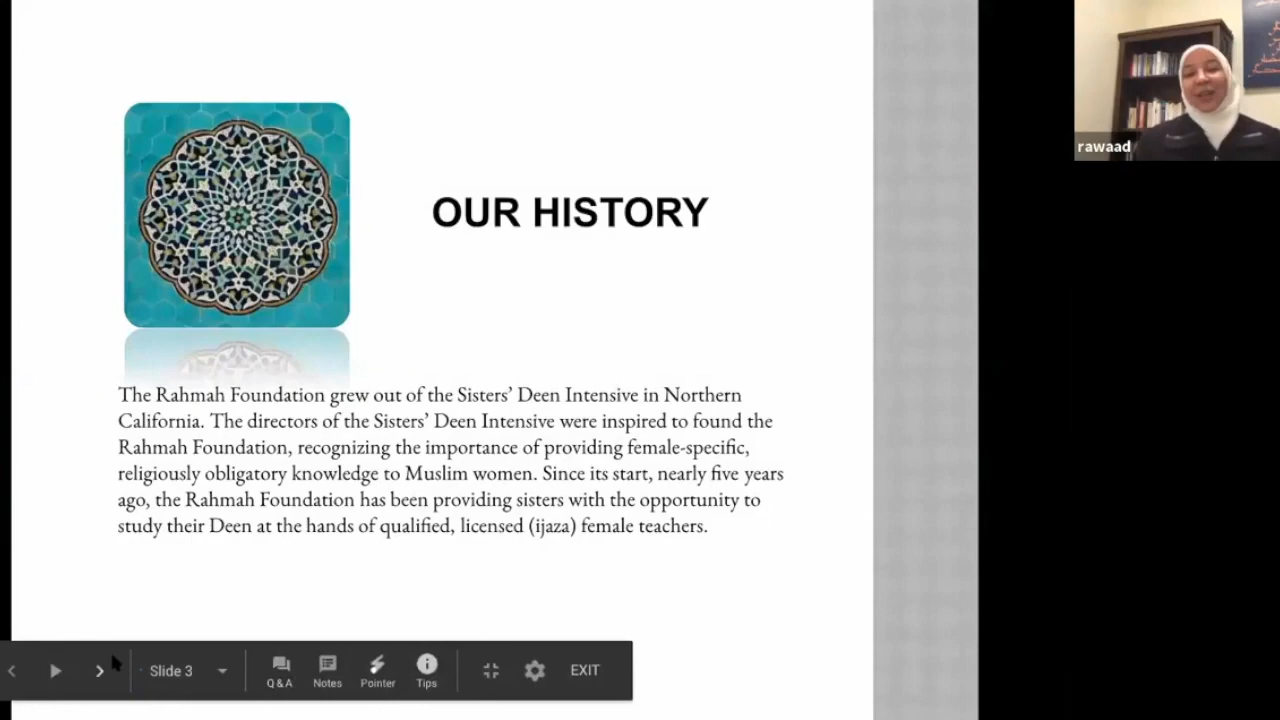 rawaad
OUR HISTORY
The Rahmah Foundation grew out of the Sisters’ Deen Intensive in Northern
California. The directors of the Sisters’ Deen Intensive were inspired to found the
Rahmah Foundation, recognizing the importance of providing female-specific,
religiously obligatory knowledge to Muslim women. Since its start, nearly five years
ago, the Rahmah Foundation has been providing sisters with the opportunity to
study their Deen at the hands of qualified, licensed (ijaza) female teachers.
Slide 3
Q & A
Notes
Pointer
Tips
EXIT